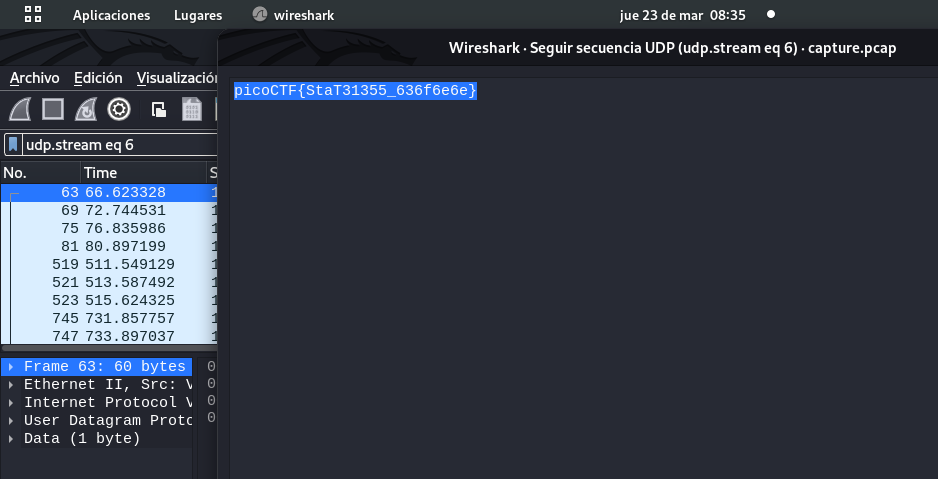 Aplicaciones Lugares wireshark jue 23 de mar 08:35
Wireshark · Seguir secuencia UDP (udp.stream eq 6) · capture.pcap
Archivo Edición Visualización
picoCTF{StaT31355_636f6e6e}
udp.stream eq 6
No. Time S
63 66.623328 1
69 72.744531 1
75 76.835986 1
81 80.897199 1
519 511.549129 1
521 513.587492 1
523 515.624325 1
745 731.857757 1
747 733.897037 1
Frame 63: 60 bytes 0
Ethernet II, Src: V 0
Internet Protocol V 0
User Datagram Proto 0
Data (1 byte)